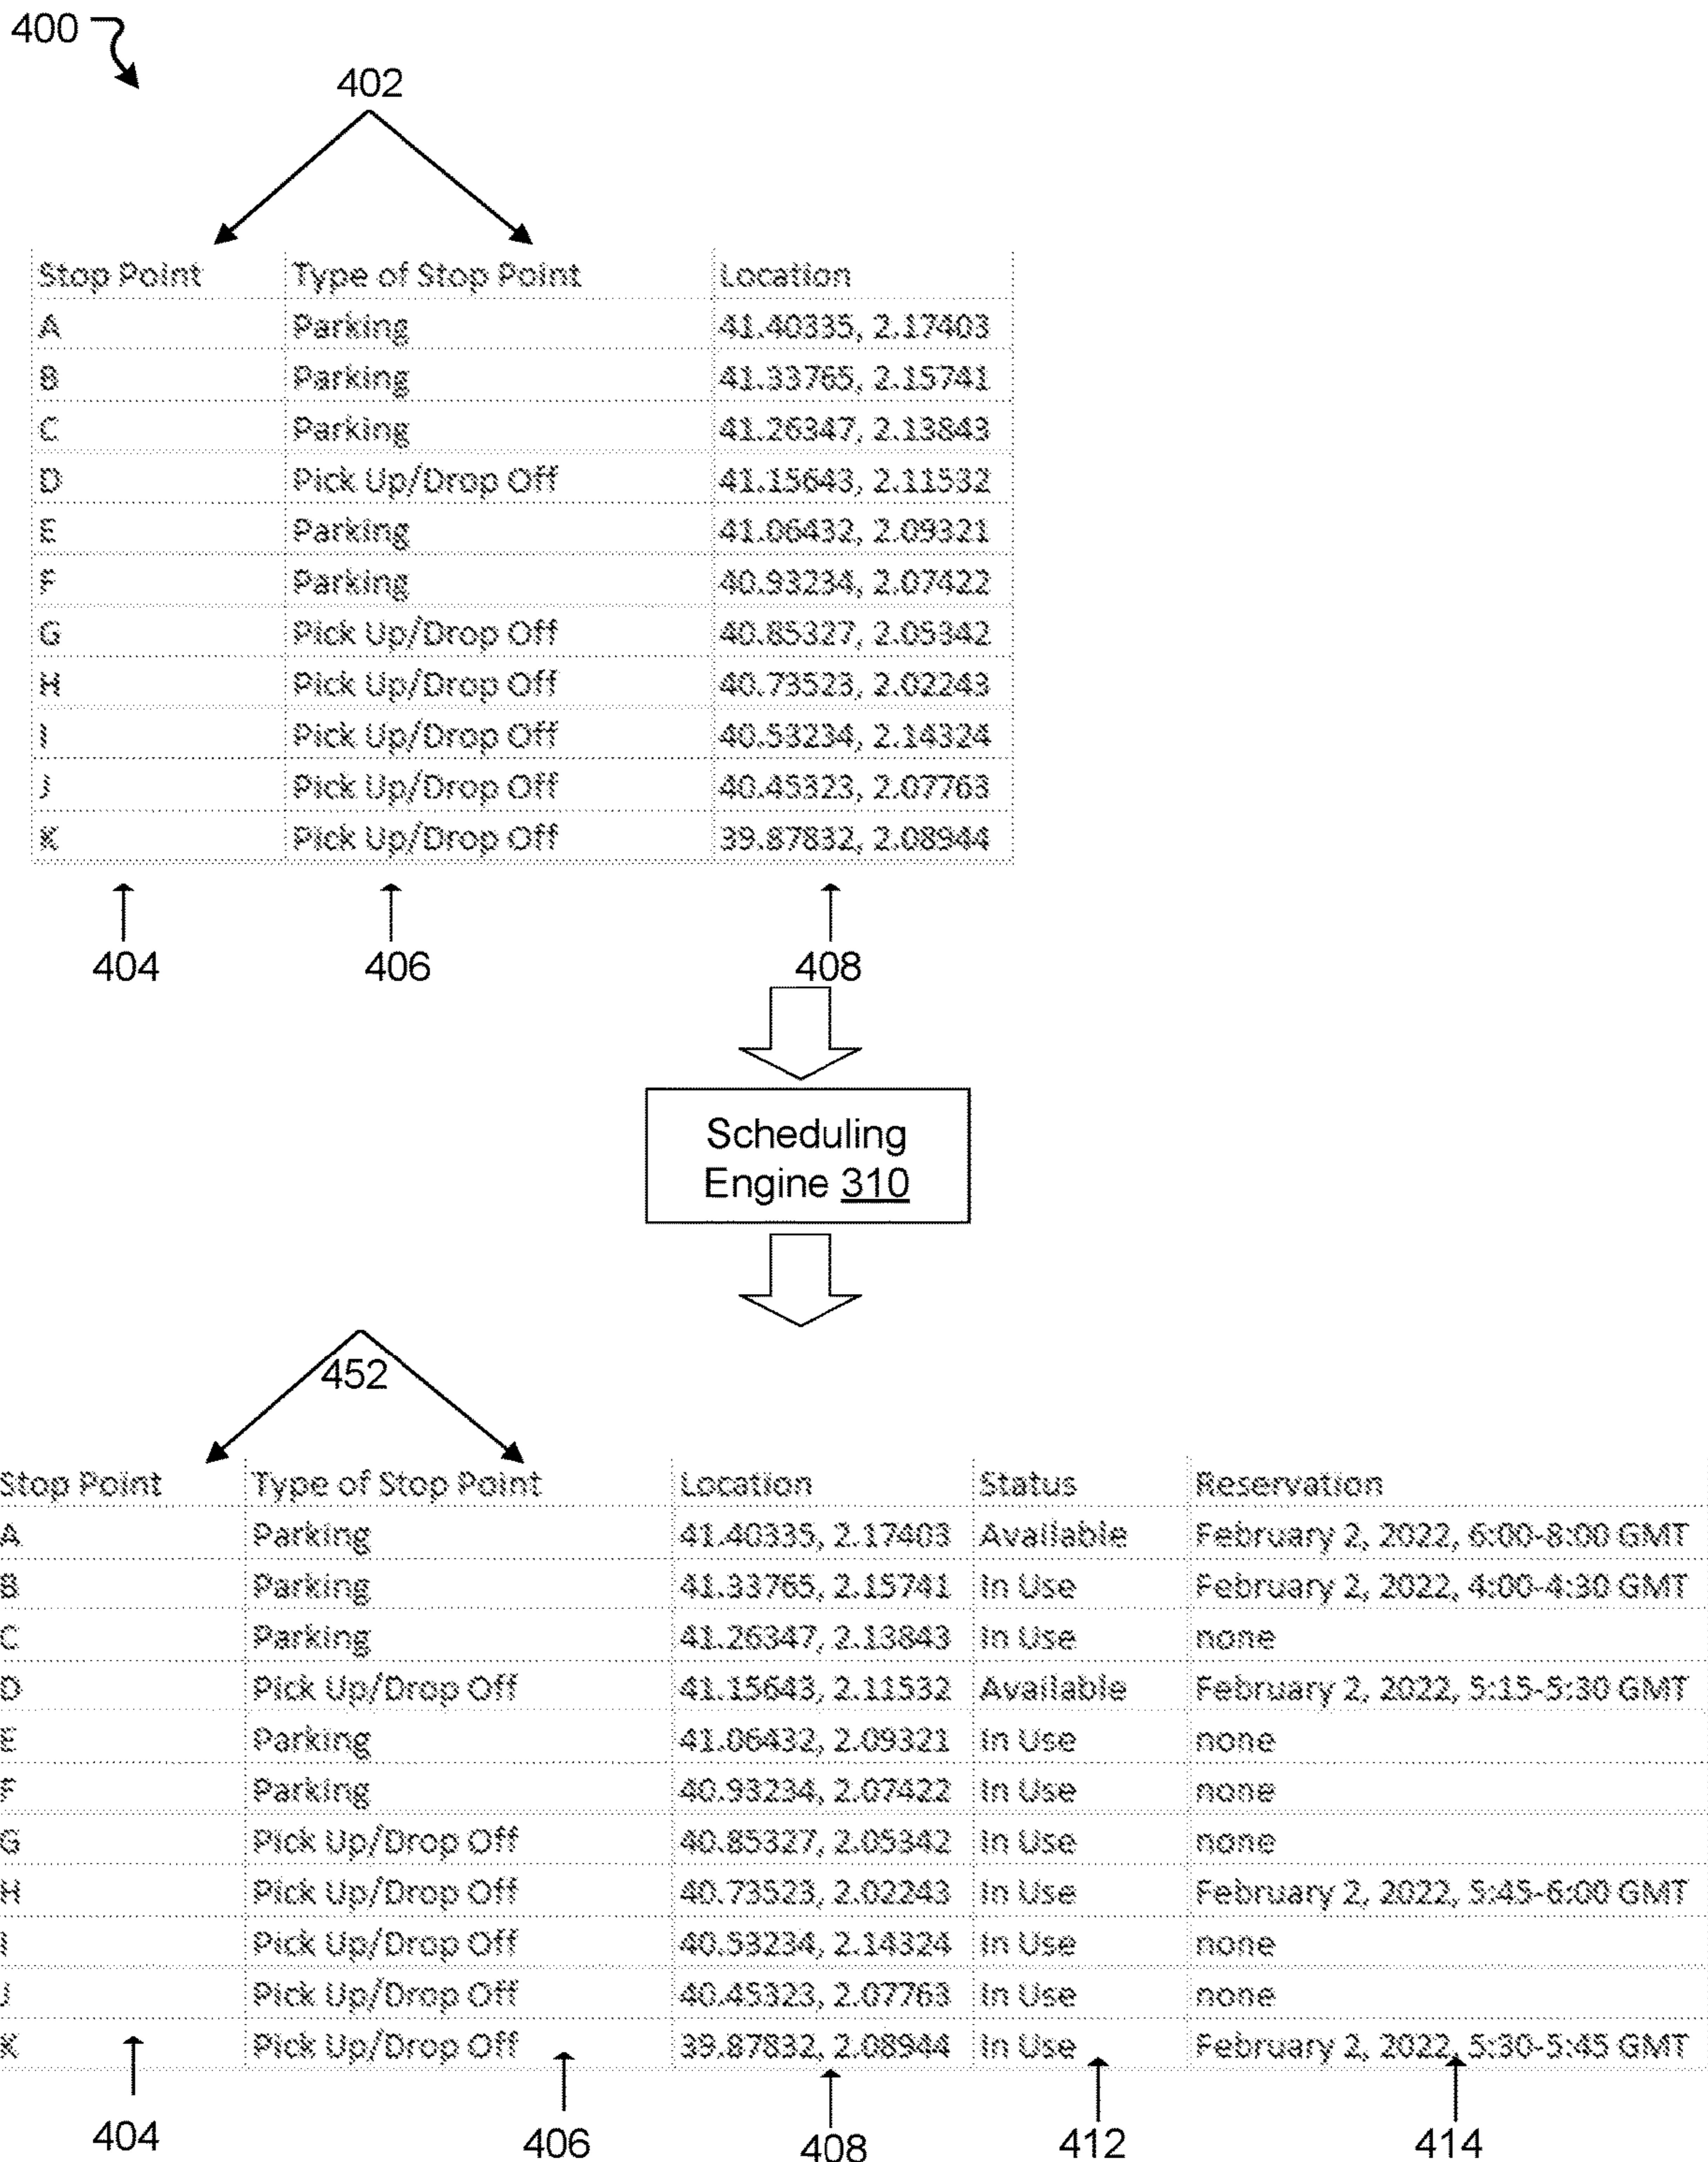 400
402
Stop Point Type of Stop Point Location
A Parking 41.40335, 2.17403
B Parking 41.33765, 2.15741
C Parking 41.26347, 2.13843
D Pick Up/Drop Off 41.15643, 2.11532
E Parking 41.06432, 2.09321
F Parking 40.93234, 2.07422
G Pick Up/Drop Off 40.85327, 2.05342
H Pick Up/Drop Off 40.73523, 2.02243
I Pick Up/Drop Off 40.53234, 2.14324
J Pick Up/Drop Off 40.45323, 2.07763
K Pick Up/Drop Off 39.87832, 2.08944
404 406 408
Scheduling
Engine 310
452
Stop Point Type of Stop Point Location Status Reservation
A Parking 41.40335, 2.17403 Available February 2, 2022, 6:00-8:00 GMT
B Parking 41.33765, 2.15741 In Use February 2, 2022, 4:00-4:30 GMT
C Parking 41.26347, 2.13843 In Use none
D Pick Up/Drop Off 41.15643, 2.11532 Available February 2, 2022, 5:15-5:30 GMT
E Parking 41.06432, 2.09321 In Use none
F Parking 40.93234, 2.07422 In Use none
G Pick Up/Drop Off 40.85327, 2.05342 In Use none
H Pick Up/Drop Off 40.73523, 2.02243 In Use February 2, 2022, 5:45-6:00 GMT
I Pick Up/Drop Off 40.53234, 2.14324 In Use none
J Pick Up/Drop Off 40.45323, 2.07763 In Use none
K Pick Up/Drop Off 39.87832, 2.08944 In Use February 2, 2022, 5:30-5:45 GMT
404 406 408 412 414